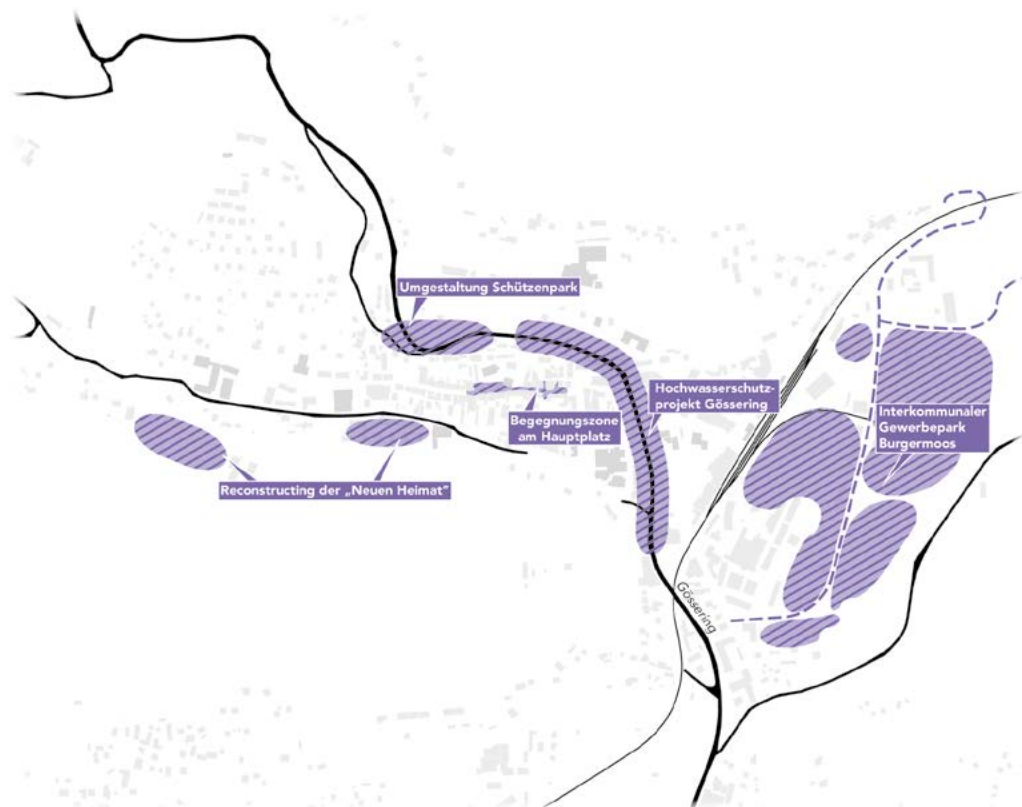 Umgestaltung Schützenpark
Hochwasserschutz-
projekt Gössering
Begegnungszone
am Hauptplatz
Interkommunaler
Gewerbepark
Burgermoos
Reconstructing der „Neuen Heimat“
Gössering